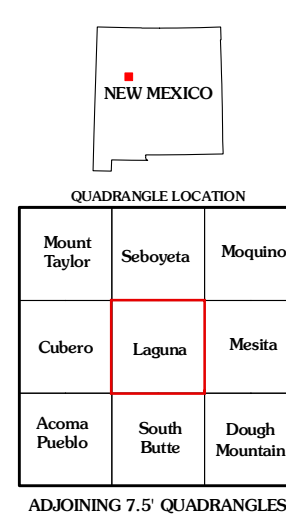 NEW MEXICO
QUADRANGLE LOCATION
Mount
Taylor
Seboyeta
Moquino
Cubero
Laguna
Mesita
Acoma
Pueblo
South
Butte
Dough
Mountain
ADJOINING 7.5' QUADRANGLES